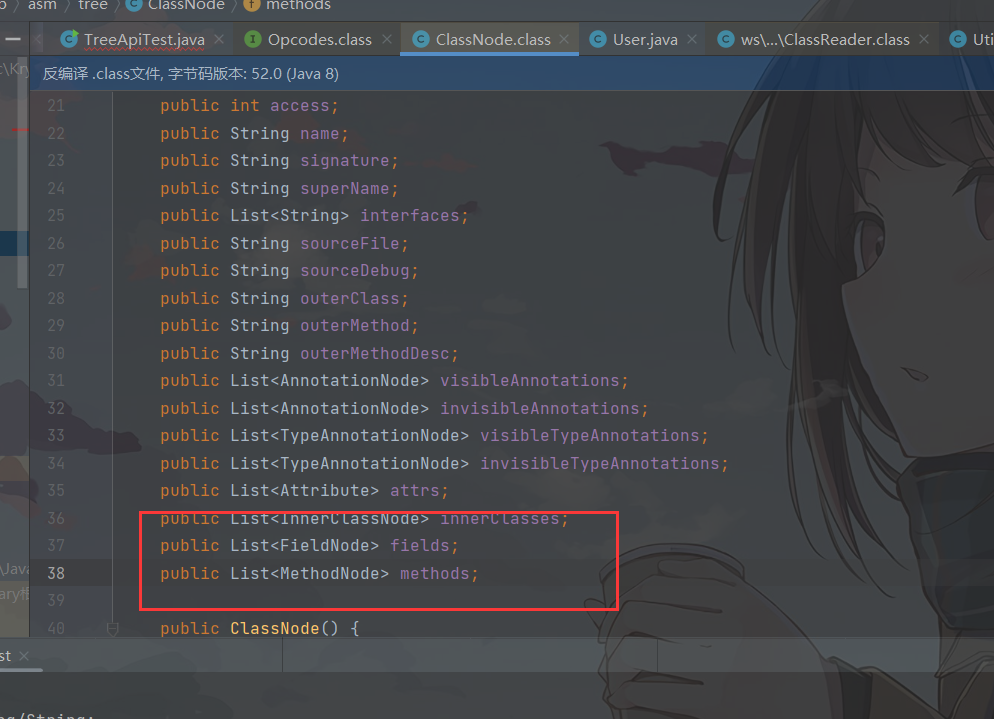 asm tree ClassNode methods
TreeApiTest.java Opcodes.class ClassNode.class User.java ws\...\ClassReader.class Uti
反编译 .class文件, 字节码版本: 52.0 (Java 8)
21 public int access;
22 public String name;
23 public String signature;
24 public String superName;
25 public List<String> interfaces;
26 public String sourceFile;
27 public String sourceDebug;
28 public String outerClass;
29 public String outerMethod;
30 public String outerMethodDesc;
31 public List<AnnotationNode> visibleAnnotations;
32 public List<AnnotationNode> invisibleAnnotations;
33 public List<TypeAnnotationNode> visibleTypeAnnotations;
34 public List<TypeAnnotationNode> invisibleTypeAnnotations;
35 public List<Attribute> attrs;
36 public List<InnerClassNode> innerClasses;
37 public List<FieldNode> fields;
38 public List<MethodNode> methods;
39
40 public ClassNode() {
st